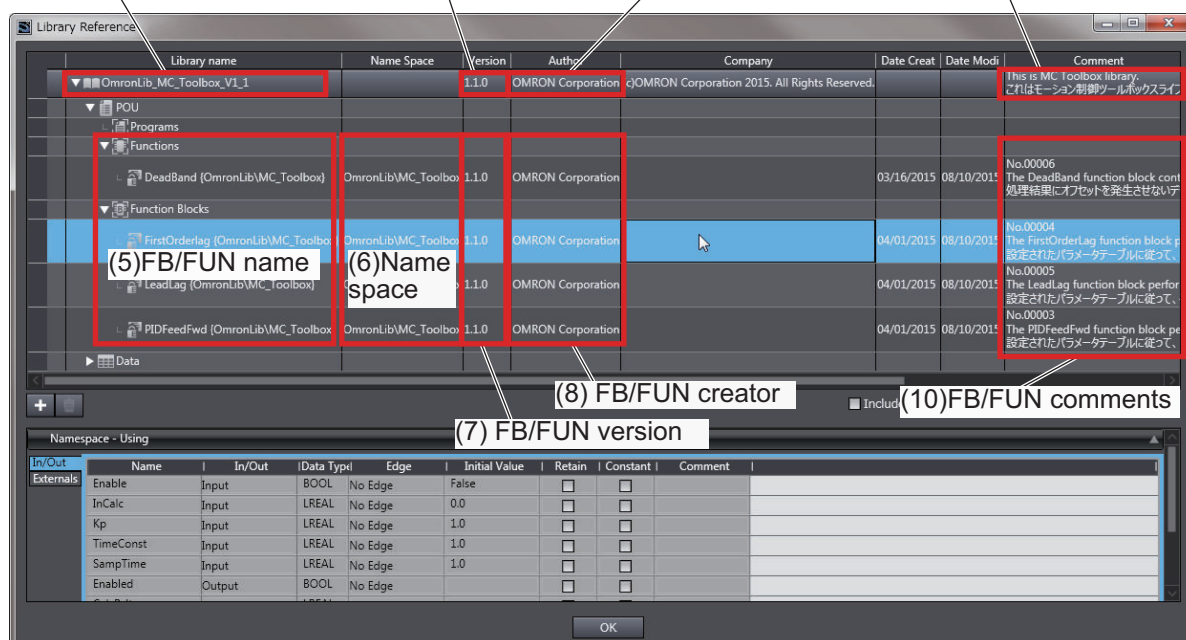 Library Reference
Library name Name Space Version Author Company Date Creat Date Modi Comment
OmronLib_MC_Toolbox_V1_1 1.1.0 OMRON Corporation c)OMRON Corporation 2015. All Rights Reserved. This is MC Toolbox library.
これはモーション制御ツールボックスライブ
POU
Programs
Functions
DeadBand {OmronLib\MC_Toolbox} OmronLib\MC_Toolbox 1.1.0 OMRON Corporation 03/16/2015 08/10/2015 No.00006
The DeadBand function block cont
処理結果にオフセットを発生させないデ
Function Blocks
FirstOrderlag {OmronLib\MC_Toolbox OmronLib\MC_Toolbox 1.1.0 OMRON Corporation 04/01/2015 08/10/2015 No.00004
The FirstOrderLag function block p
設定されたパラメータテーブルに従って、
(5)FB/FUN name
(6)Name
space
LeadLag {OmronLib\MC_Toolbox} 1.1.0 OMRON Corporation 04/01/2015 08/10/2015 No.00005
The LeadLag function block perfor
設定されたパラメータテーブルに従って、
PIDFeedFwd {OmronLib\MC_Toolbox OmronLib\MC_Toolbox 1.1.0 OMRON Corporation 04/01/2015 08/10/2015 No.00003
The PIDFeedFwd function block pe
設定されたパラメータテーブルに従って、
Data
(8) FB/FUN creator
Include
(10)FB/FUN comments
(7) FB/FUN version
Namespace - Using
In/Out
Externals
Name In/Out Data Type Edge Initial Value Retain Constant Comment
Enable Input BOOL No Edge False
InCalc Input LREAL No Edge 0.0
Kp Input LREAL No Edge 1.0
TimeConst Input LREAL No Edge 1.0
SampTime Input LREAL No Edge 1.0
Enabled Output BOOL No Edge
OK